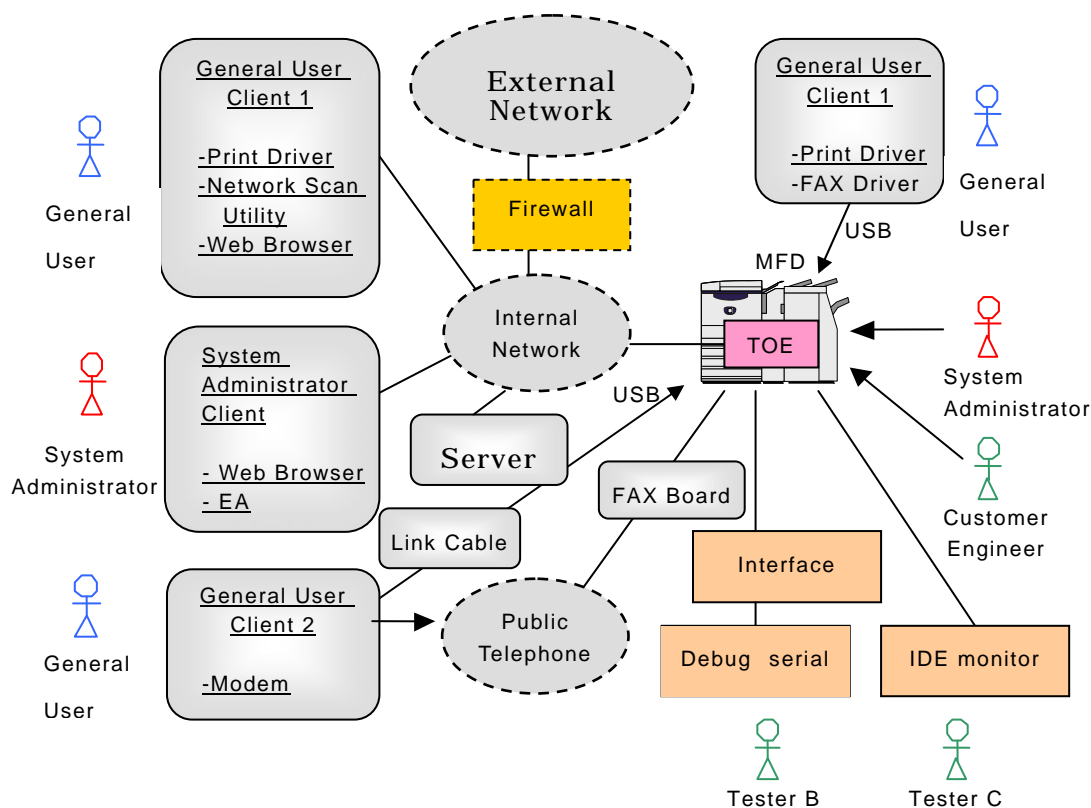 General User
Client 1
-Print Driver
-Network Scan
Utility
-Web Browser
General
User
External
Network
Firewall
General User
Client 1
-Print Driver
-FAX Driver
General
User
USB
MFD
TOE
Internal
Network
System
Administrator
Client
- Web Browser
- EA
System
Administrator
USB
Server
System
Administrator
FAX Board
Link Cable
Customer
Engineer
Interface
General User
Client 2
-Modem
General
User
Public
Telephone
Debug serial
IDE monitor
Tester B
Tester C